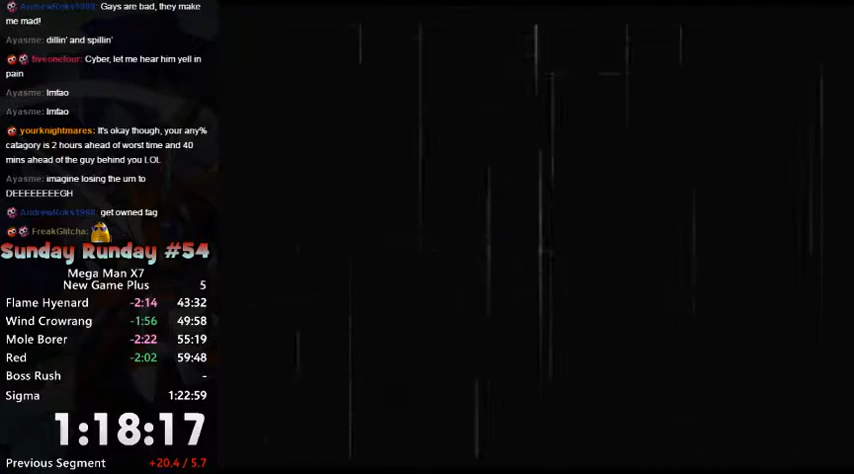 AndrewRoks1988: Gays are bad, they make
me mad!
Ayasme: dillin' and spillin'
fiveonefour: Cyber, let me hear him yell in
pain
Ayasme: lmfao
Ayasme: lmfao
yourknightmares: It's okay though, your any%
catagory is 2 hours ahead of worst time and 40
mins ahead of the guy behind you LOL
Ayasme: imagine losing the um to
DEEEEEEEGH
AndrewRoks1988: get owned fag
FreakGlitcha:
Sunday Runday #54
Mega Man X7
New Game Plus 5
Flame Hyenard -2:14 43:32
Wind Crowrang -1:56 49:58
Mole Borer -2:22 55:19
Red -2:02 59:48
Boss Rush -
Sigma 1:22:59
1:18:17
Previous Segment +20.4 / 5.7